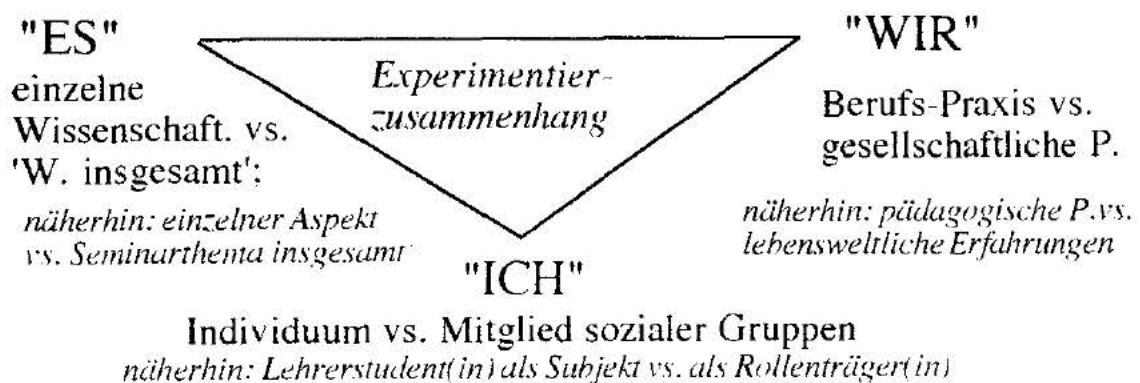 "ES"
einzelne
Wissenschaft. vs.
'W. insgesamt';
näherhin: einzelner Aspekt
vs. Seminarthema insgesamt
Experimentier-
zusammenhang
"WIR"
Berufs-Praxis vs.
gesellschaftliche P.
näherhin: pädagogische P.vs.
lebensweltliche Erfahrungen
"ICH"
Individuum vs. Mitglied sozialer Gruppen
näherhin: Lehrerstudent(in) als Subjekt vs. als Rollenträger(in)